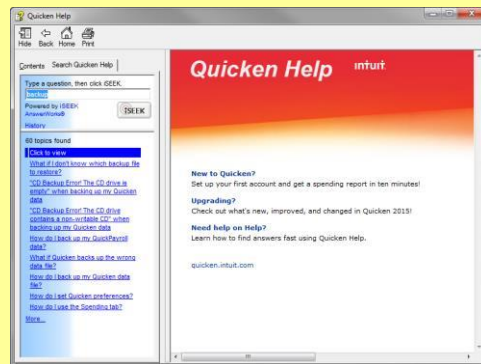 Quicken Help
Hide Back Home Print
Contents Search Quicken Help
Type a question, then click iSEEK.
backup
Powered by iSEEK
AnswerWorks®
iSEEK
History
60 topics found
Click to view
What if I don't know which backup file
to restore?
"CD Backup Error! The CD drive is
empty" when backing up my Quicken
data
"CD Backup Error! The CD drive
contains a non-writable CD" when
backing up my Quicken data
How do I back up my QuickPayroll
data?
What if Quicken backs up the wrong
data file?
How do I back up my Quicken data
file?
How do I set Quicken preferences?
How do I use the Spending tab?
More...
Quicken Help intuit
New to Quicken?
Set up your first account and get a spending report in ten minutes!
Upgrading?
Check out what's new, improved, and changed in Quicken 2015!
Need help on Help?
Learn how to find answers fast using Quicken Help.
quicken.intuit.com